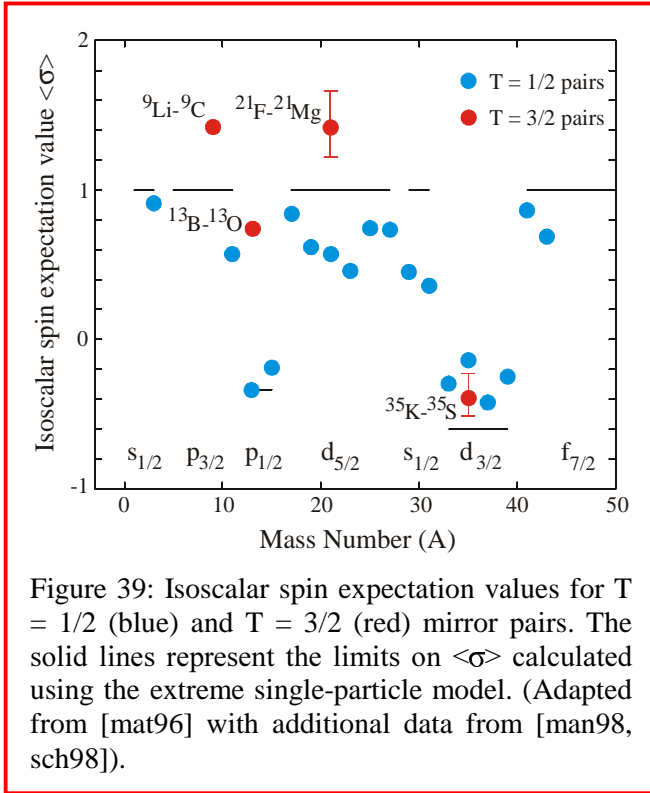 2
T = 1/2 pairs
T = 3/2 pairs
⁹Li-⁹C
²¹F-²¹Mg
1
¹³B-¹³O
0
³⁵K-³⁵S
s₁/₂ p₃/₂ p₁/₂ d₅/₂ s₁/₂ d₃/₂ f₇/₂
-1
0 10 20 30 40 50
Mass Number (A)
Isoscalar spin expectation value <σ>
Figure 39: Isoscalar spin expectation values for T
= 1/2 (blue) and T = 3/2 (red) mirror pairs. The
solid lines represent the limits on <σ> calculated
using the extreme single-particle model. (Adapted
from [mat96] with additional data from [man98,
sch98]).